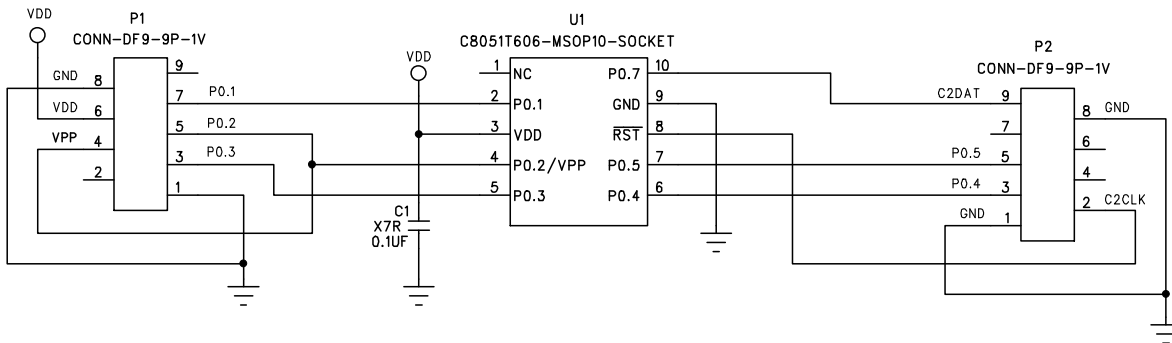 VDD
P1
CONN-DF9-9P-1V
GND
8
9
7
P0.1
VDD
6
5
P0.2
VPP
4
3
P0.3
2
1
VDD
C1
X7R
0.1UF
U1
C8051T606-MSOP10-SOCKET
1
NC
P0.7
10
2
P0.1
GND
9
3
VDD
RST
8
4
P0.2/VPP
P0.5
7
5
P0.3
P0.4
6
P2
CONN-DF9-9P-1V
C2DAT
9
8
GND
7
6
P0.5
5
4
P0.4
3
2
C2CLK
GND
1